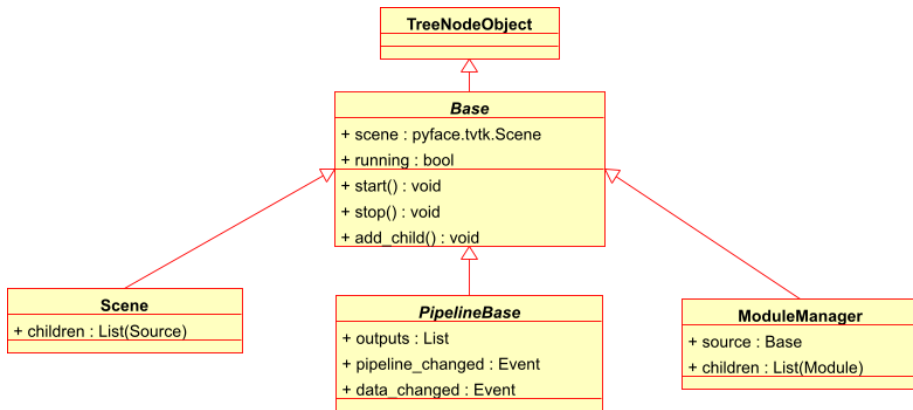 TreeNodeObject
Base
+ scene : pyface.tvtk.Scene
+ running : bool
+ start() : void
+ stop() : void
+ add_child() : void
Scene
+ children : List(Source)
PipelineBase
+ outputs : List
+ pipeline_changed : Event
+ data_changed : Event
ModuleManager
+ source : Base
+ children : List(Module)